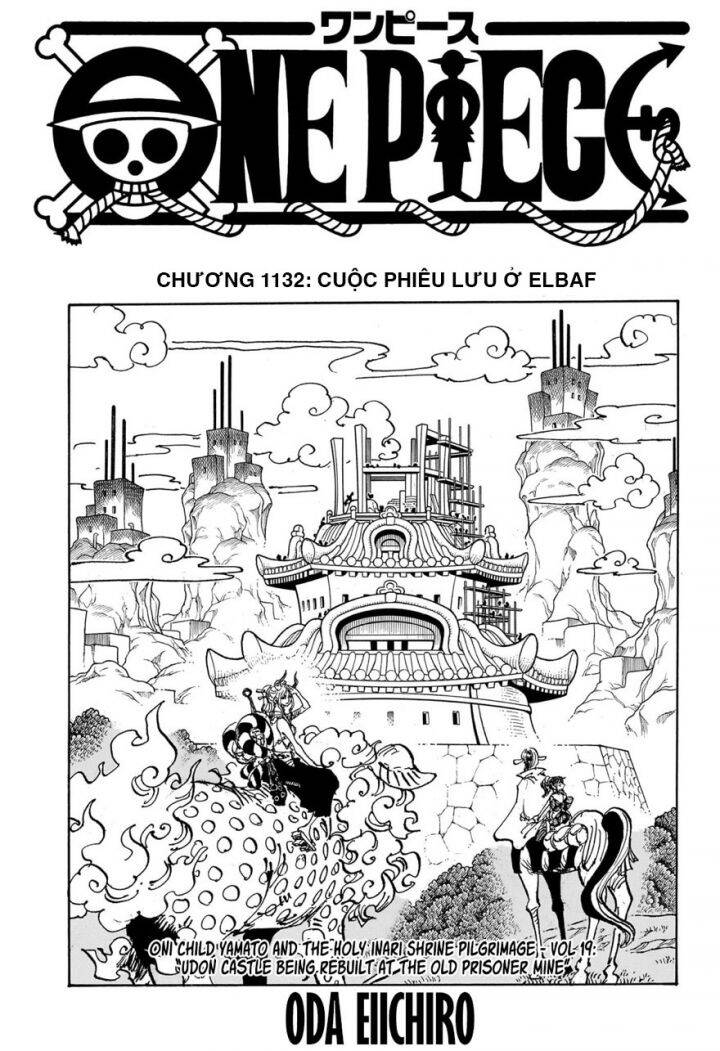 ワンピース
ONE PIECE
CHƯƠNG 1132: CUỘC PHIÊU LƯU Ở ELBAF
ONI CHILD YAMATO AND THE HOLY INARI SHRINE PILGRIMAGE - VOL 19:
"UDON CASTLE BEING REBUILT AT THE OLD PRISONER MINE"
ODA EIICHIRO